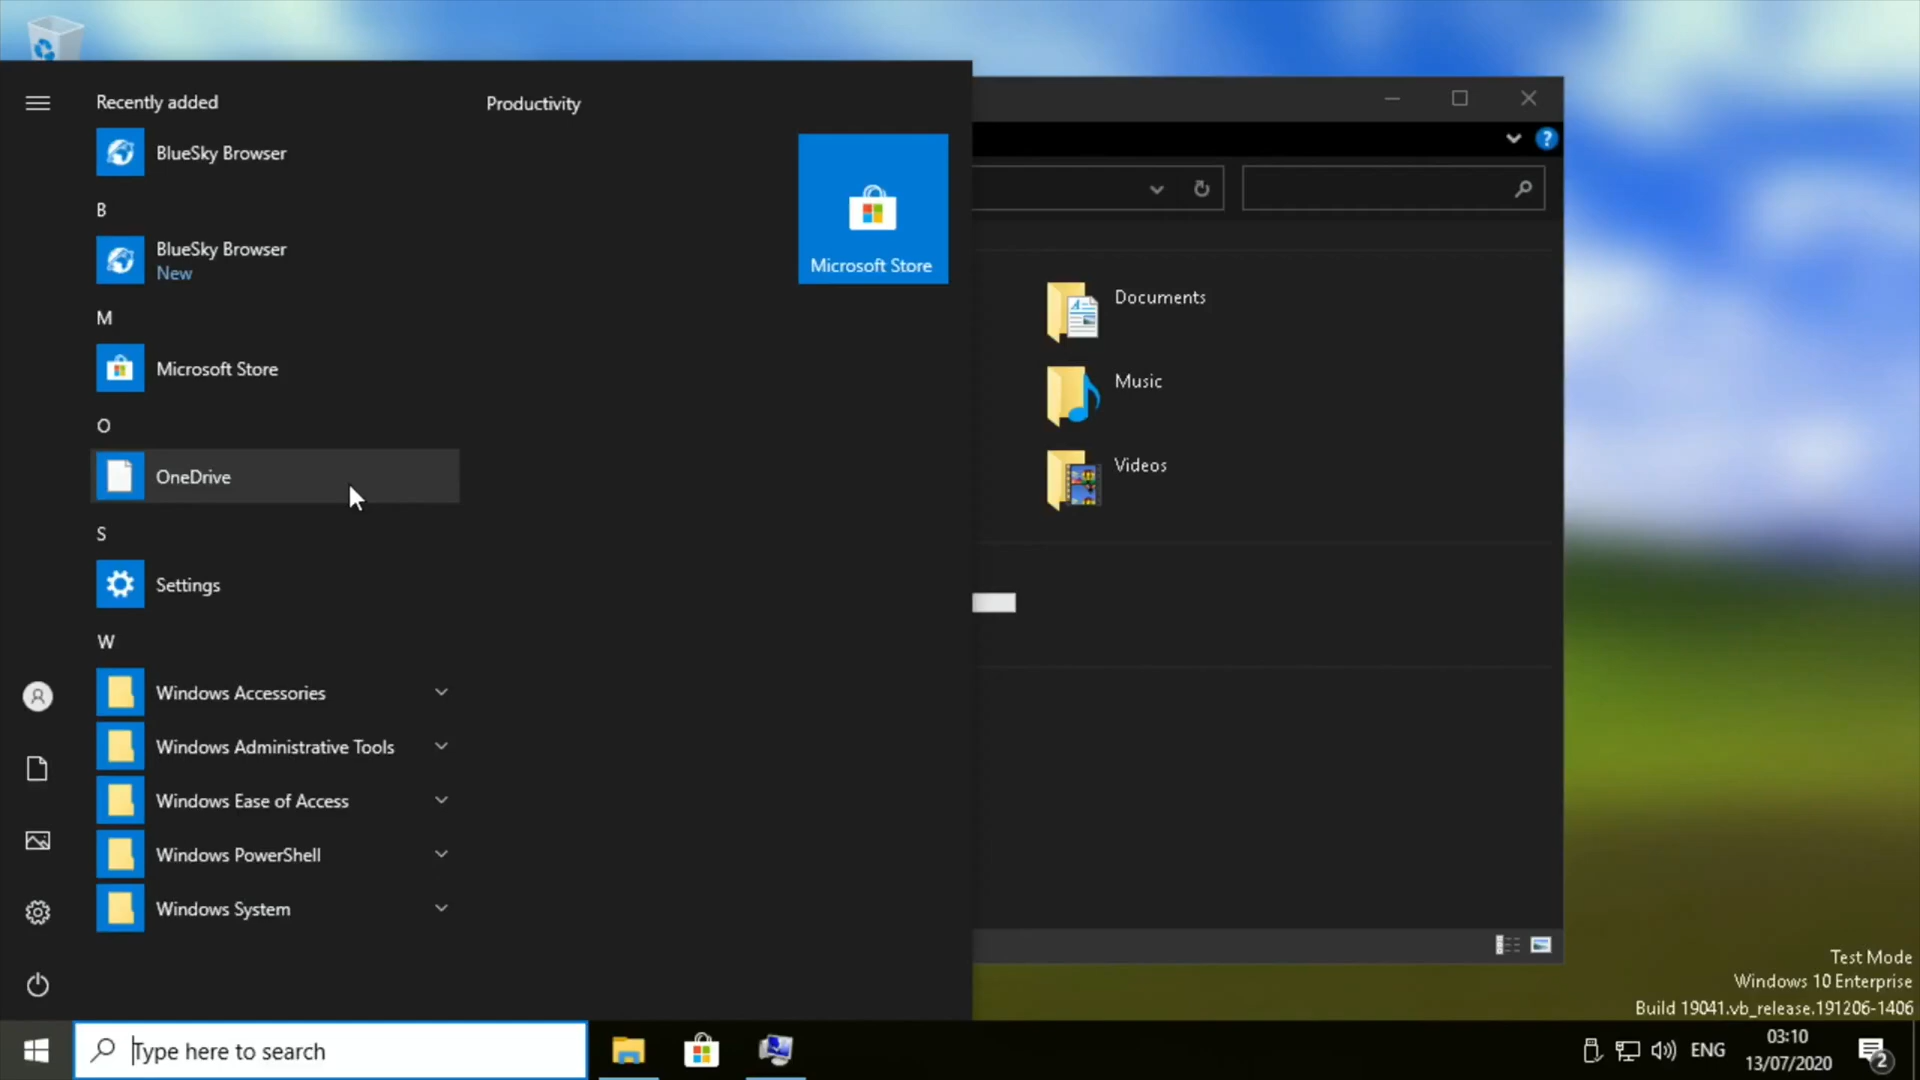 Recently added
BlueSky Browser
B
BlueSky Browser
New
M
Microsoft Store
O
OneDrive
S
Settings
W
Windows Accessories
Windows Administrative Tools
Windows Ease of Access
Windows PowerShell
Windows System
Productivity
Microsoft Store
?
Documents
Music
Videos
Test Mode
Windows 10 Enterprise
Build 19041.vb_release.191206-1406
Type here to search
ENG
03:10
13/07/2020
2